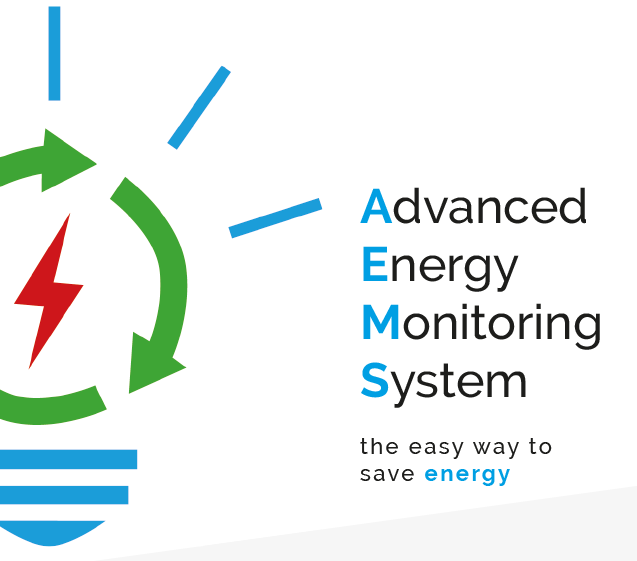 Advanced
Energy
Monitoring
System
the easy way to
save energy